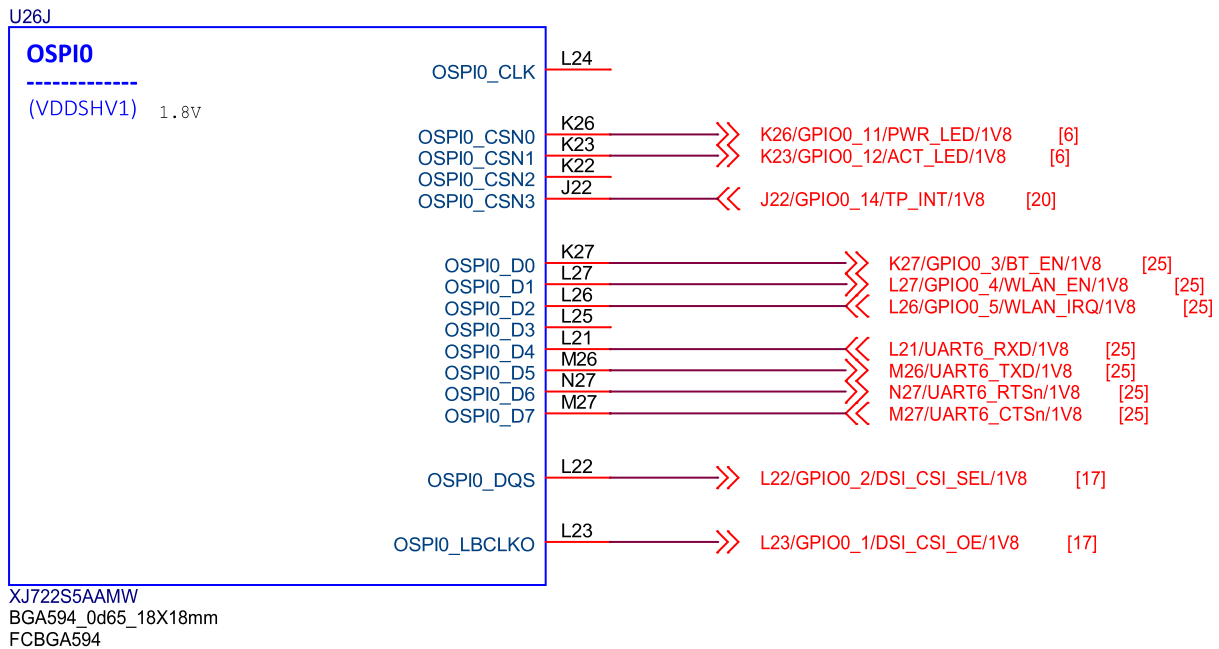 U26J
OSPI0
-------------
(VDDSHV1) 1.8V
OSPI0_CLK L24
OSPI0_CSN0 K26 K26/GPIO0_11/PWR_LED/1V8 [6]
OSPI0_CSN1 K23 K23/GPIO0_12/ACT_LED/1V8 [6]
OSPI0_CSN2 K22
OSPI0_CSN3 J22 J22/GPIO0_14/TP_INT/1V8 [20]
OSPI0_D0 K27 K27/GPIO0_3/BT_EN/1V8 [25]
OSPI0_D1 L27 L27/GPIO0_4/WLAN_EN/1V8 [25]
OSPI0_D2 L26 L26/GPIO0_5/WLAN_IRQ/1V8 [25]
OSPI0_D3 L25
OSPI0_D4 L21 L21/UART6_RXD/1V8 [25]
OSPI0_D5 M26 M26/UART6_TXD/1V8 [25]
OSPI0_D6 N27 N27/UART6_RTSn/1V8 [25]
OSPI0_D7 M27 M27/UART6_CTSn/1V8 [25]
OSPI0_DQS L22 L22/GPIO0_2/DSI_CSI_SEL/1V8 [17]
OSPI0_LBCLKO L23 L23/GPIO0_1/DSI_CSI_OE/1V8 [17]
XJ722S5AAMW
BGA594_0d65_18X18mm
FCBGA594